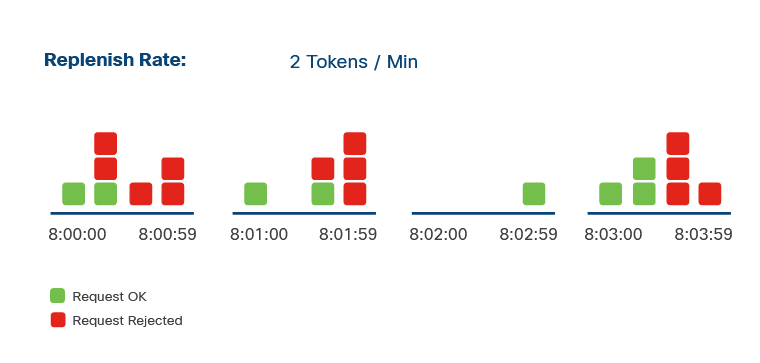 Replenish Rate: 2 Tokens / Min
8:00:00 8:00:59 8:01:00 8:01:59 8:02:00 8:02:59 8:03:00 8:03:59
Request OK
Request Rejected